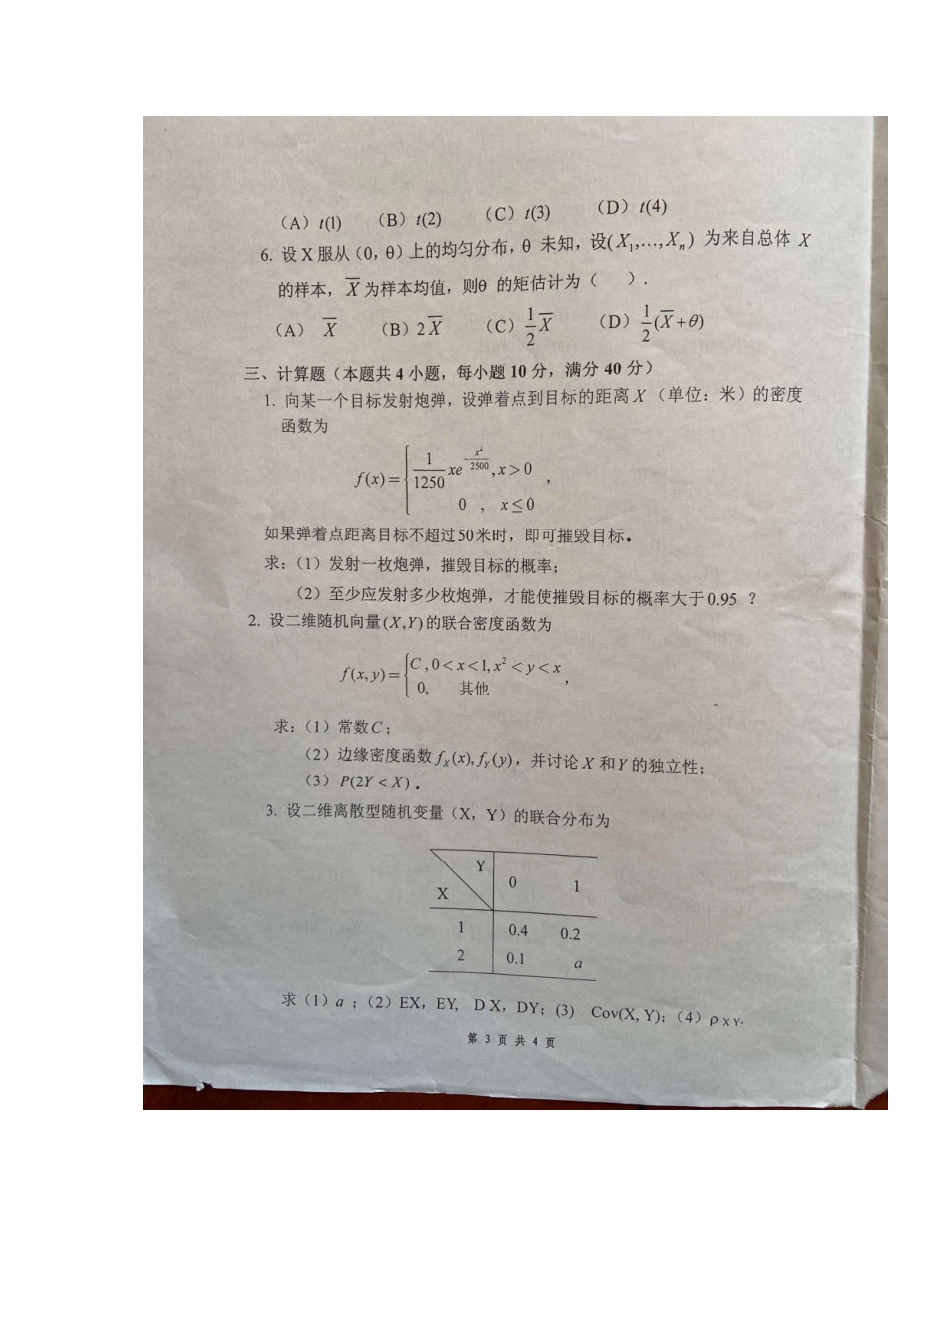 （A）t(1) （B）t(2) （C）t(3) （D）t(4)
6. 设 X 服从（0，θ）上的均匀分布，θ 未知，设(X₁,...,Xₙ) 为来自总体 X
的样本，X̅ 为样本均值，则θ 的矩估计为（ ）.
（A） X̅ （B）2X̅ （C）1/2 X̅ （D）1/2(X̅+θ)
三、计算题（本题共 4 小题，每小题 10 分，满分 40 分）
1. 向某一个目标发射炮弹，设弹着点到目标的距离 X （单位：米）的密度
函数为
f(x)={ 1/1250 xe^(-x²/2500), x>0 ,
0 , x≤0
如果弹着点距离目标不超过50米时，即可摧毁目标．
求：（1）发射一枚炮弹，摧毁目标的概率；
（2）至少应发射多少枚炮弹，才能使摧毁目标的概率大于0.95 ？
2. 设二维随机向量(X,Y)的联合密度函数为
f(x,y)={ C ,0<x<1, x²<y<x ,
0, 其他
求：（1）常数C；
（2）边缘密度函数 f_X(x), f_Y(y)，并讨论 X 和 Y 的独立性；
（3）P(2Y < X)．
3. 设二维离散型随机变量（X，Y）的联合分布为
Y
0 1
X
1 0.4 0.2
2 0.1 a
求（1）a ；（2）EX，EY, D X，DY；(3) Cov(X, Y)；（4）ρ X Y.
第 3 页 共 4 页